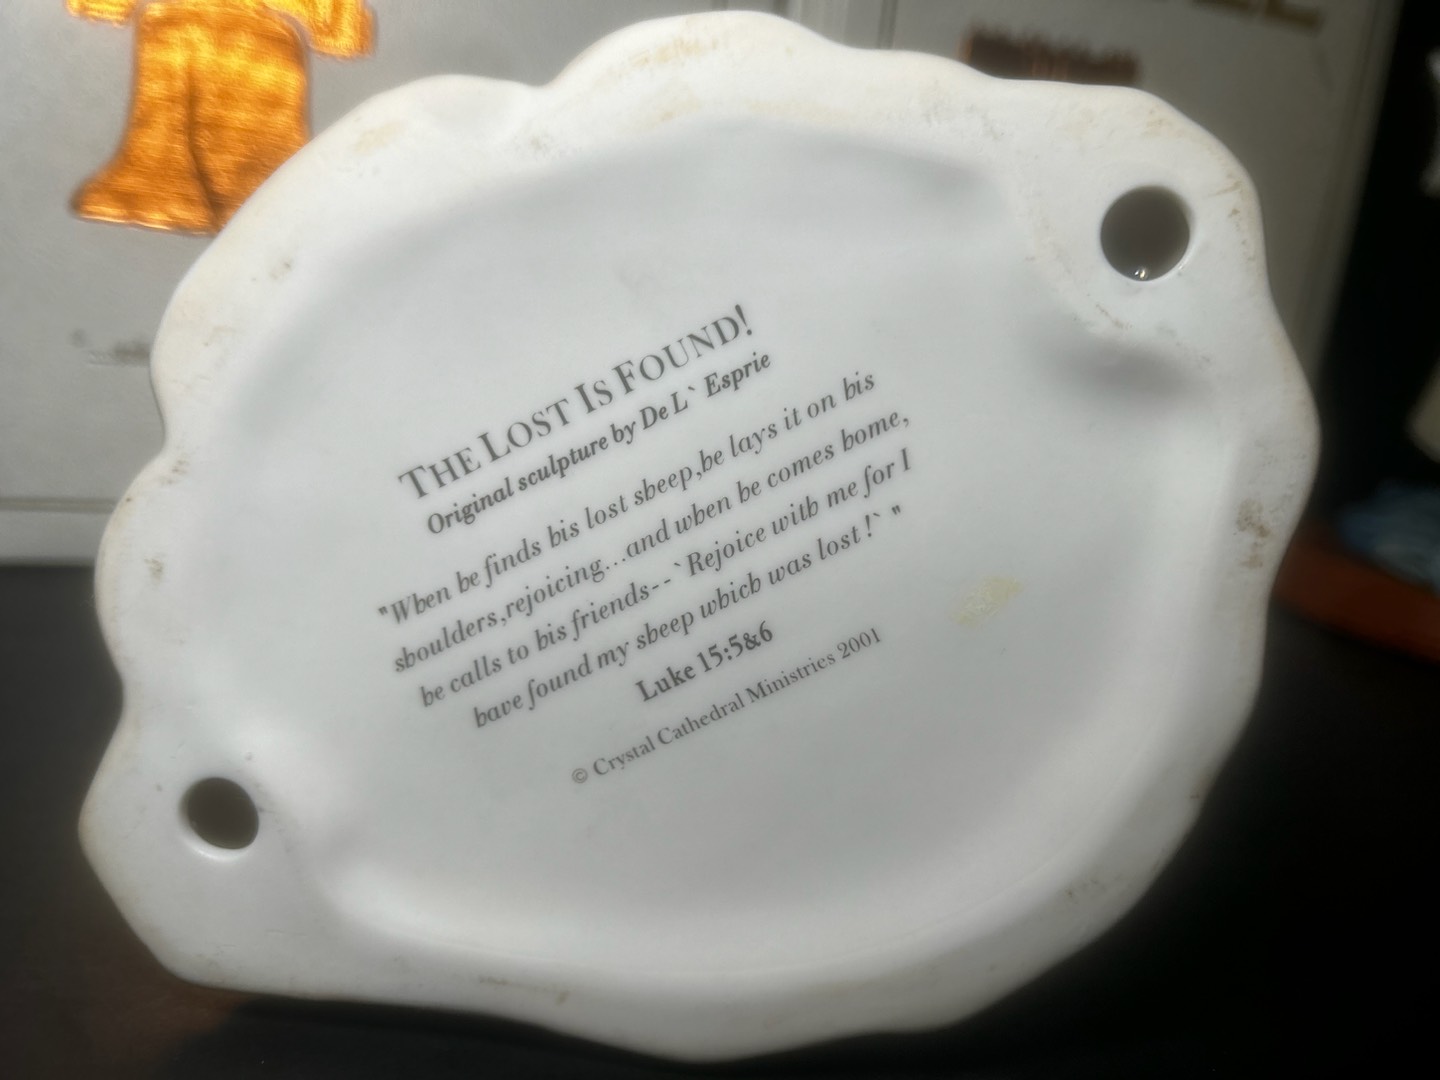 THE LOST IS FOUND!
Original sculpture by De L` Esprie
"When he finds his lost sheep,he lays it on his
shoulders,rejoicing...and when he comes home,
he calls to his friends--`Rejoice with me for I
have found my sheep which was lost!` "
Luke 15:5&6
© Crystal Cathedral Ministries 2001